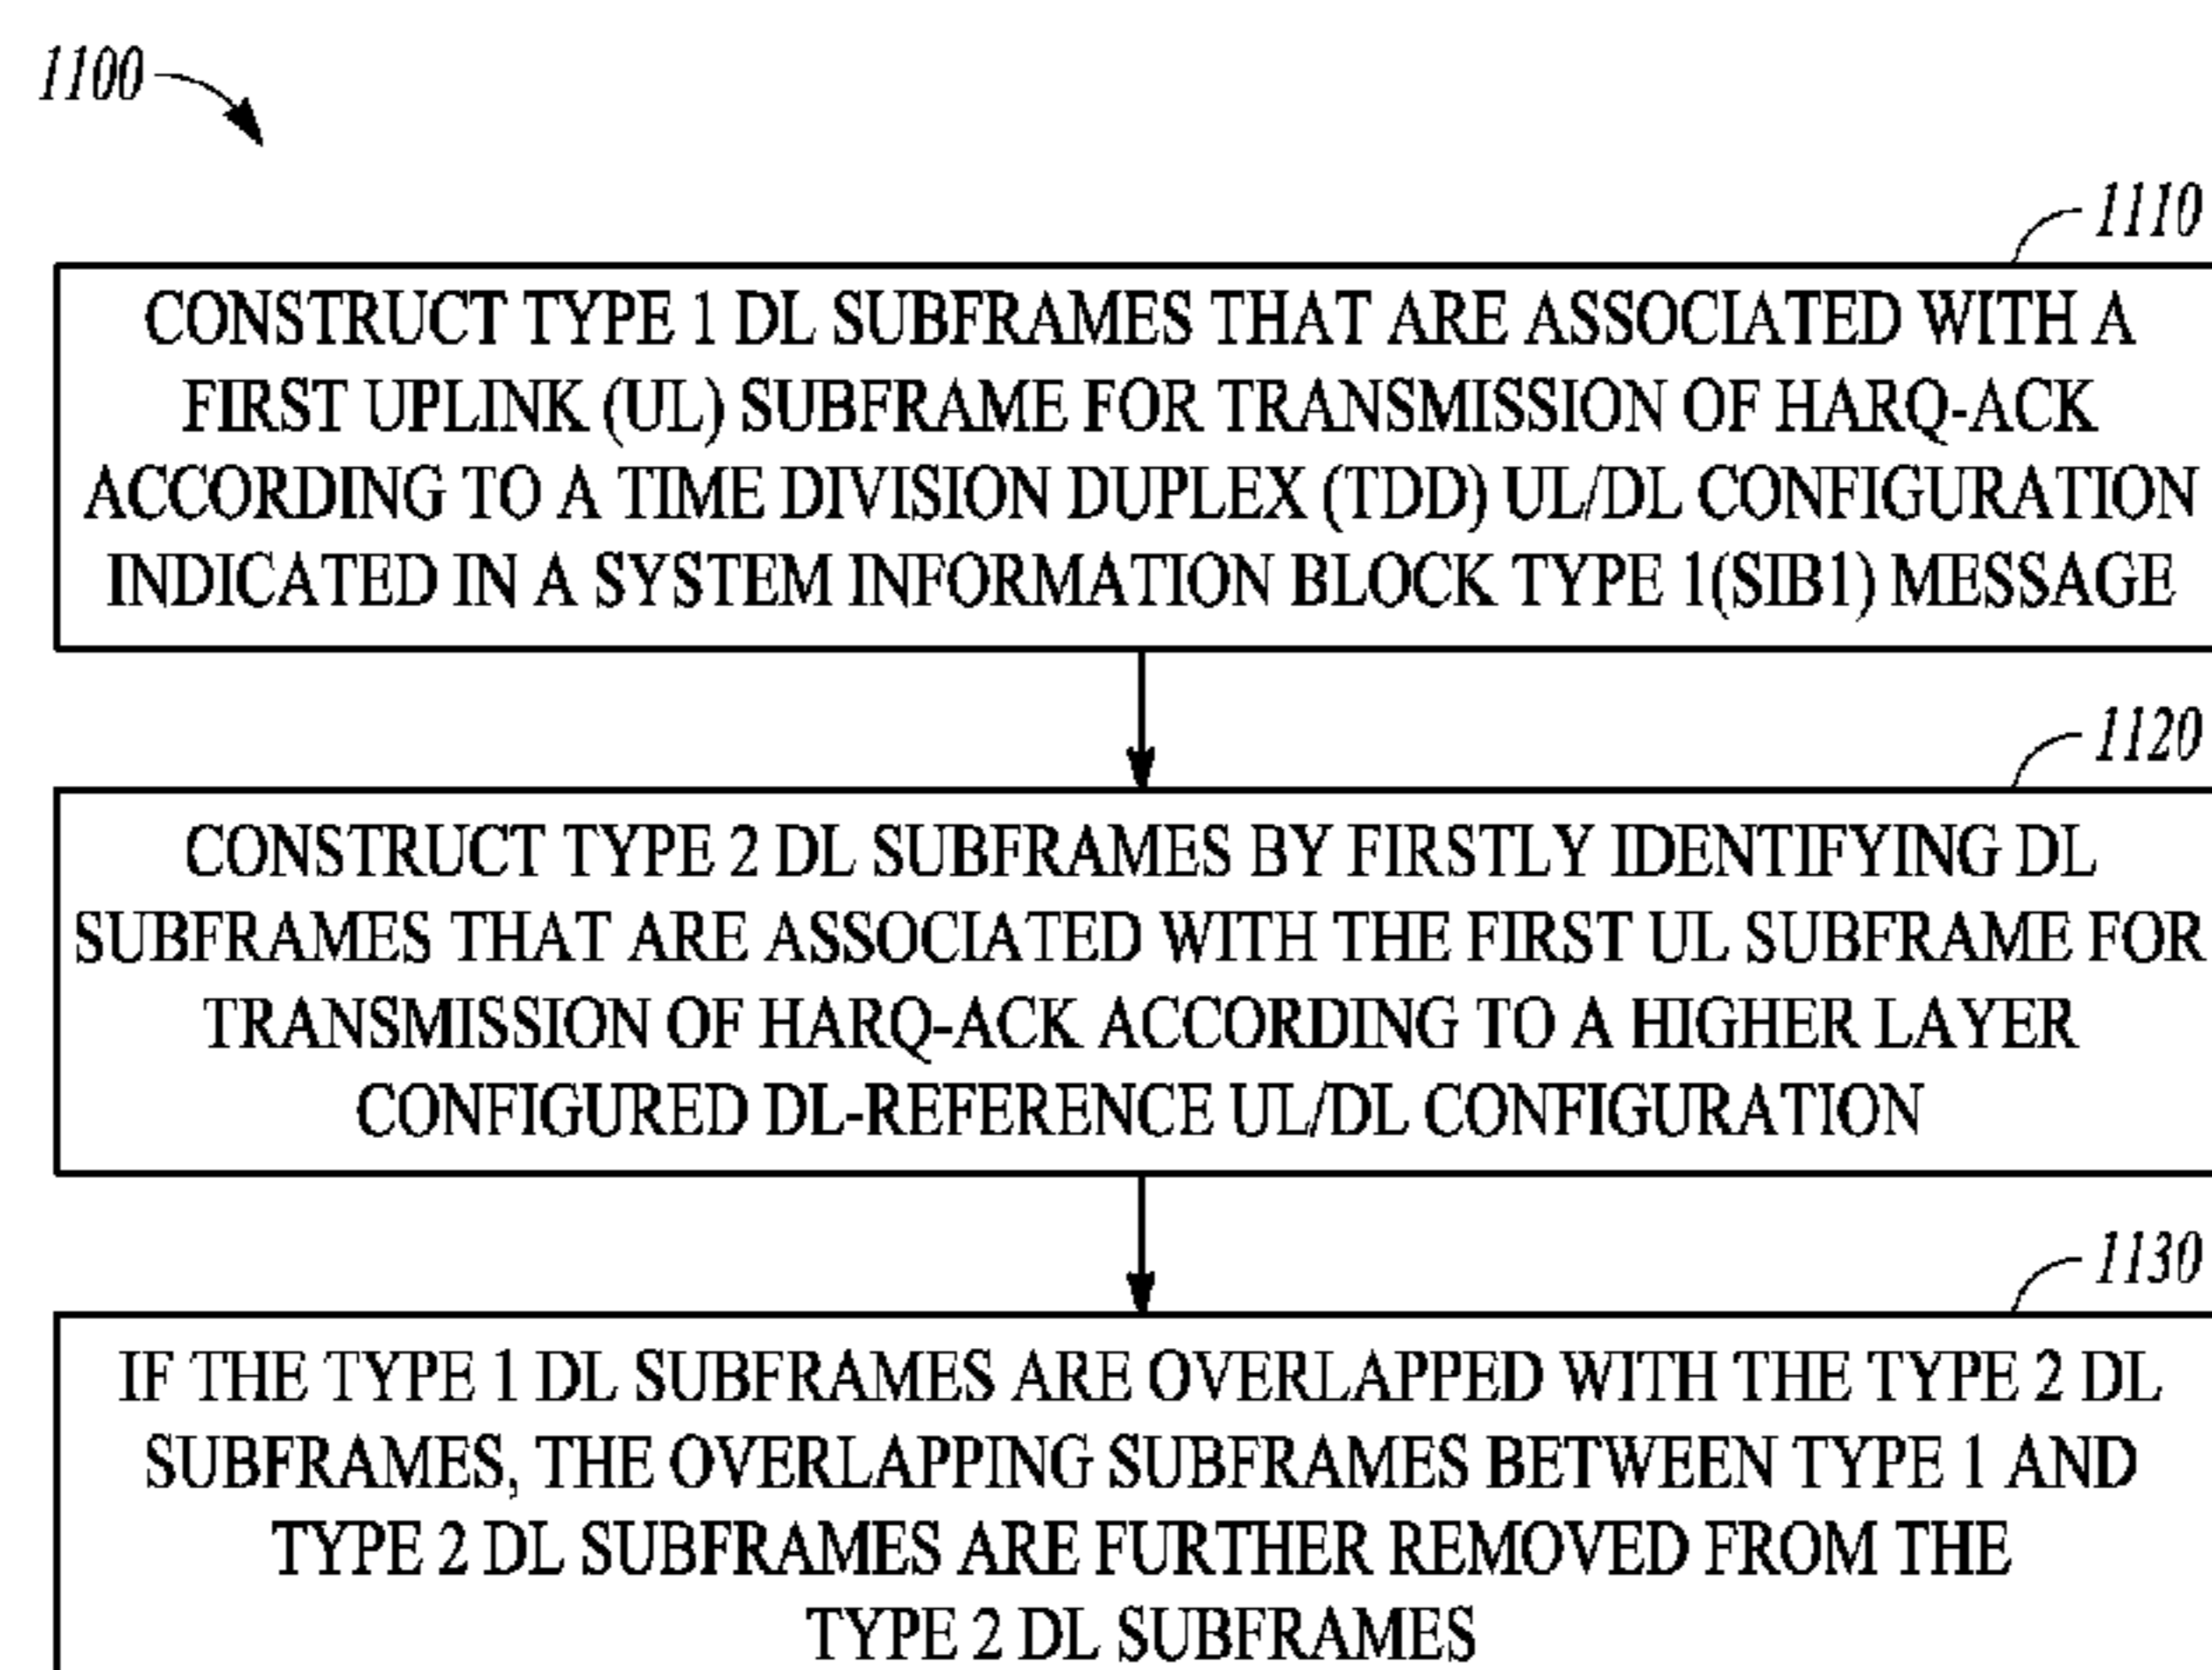 1100
1110
CONSTRUCT TYPE 1 DL SUBFRAMES THAT ARE ASSOCIATED WITH A
FIRST UPLINK (UL) SUBFRAME FOR TRANSMISSION OF HARQ-ACK
ACCORDING TO A TIME DIVISION DUPLEX (TDD) UL/DL CONFIGURATION
INDICATED IN A SYSTEM INFORMATION BLOCK TYPE 1(SIB1) MESSAGE
1120
CONSTRUCT TYPE 2 DL SUBFRAMES BY FIRSTLY IDENTIFYING DL
SUBFRAMES THAT ARE ASSOCIATED WITH THE FIRST UL SUBFRAME FOR
TRANSMISSION OF HARQ-ACK ACCORDING TO A HIGHER LAYER
CONFIGURED DL-REFERENCE UL/DL CONFIGURATION
1130
IF THE TYPE 1 DL SUBFRAMES ARE OVERLAPPED WITH THE TYPE 2 DL
SUBFRAMES, THE OVERLAPPING SUBFRAMES BETWEEN TYPE 1 AND
TYPE 2 DL SUBFRAMES ARE FURTHER REMOVED FROM THE
TYPE 2 DL SUBFRAMES